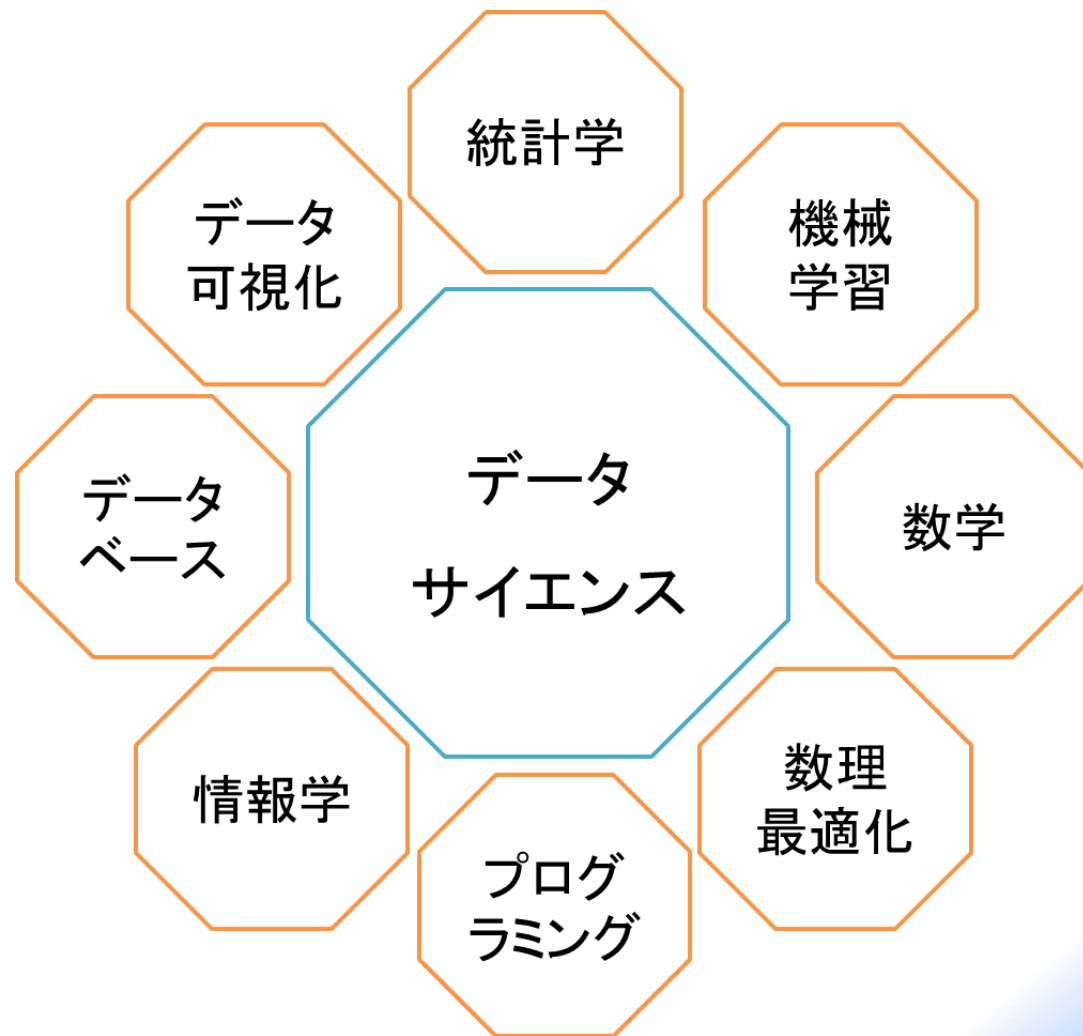 統計学
機械
学習
数学
数理
最適化
プログ
ラミング
情報学
データ
ベース
データ
可視化
データ
サイエンス